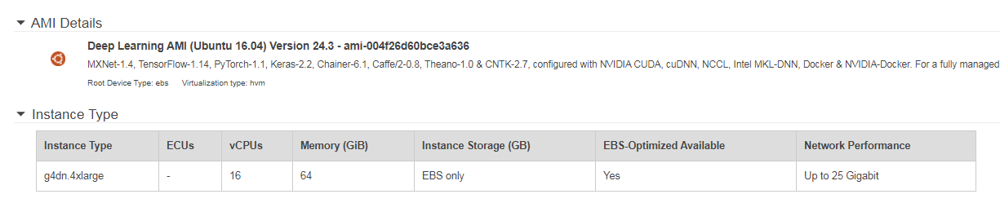 AMI Details
Deep Learning AMI (Ubuntu 16.04) Version 24.3 - ami-004f26d60bce3a636
MXNet-1.4, TensorFlow-1.14, PyTorch-1.1, Keras-2.2, Chainer-6.1, Caffe/2-0.8, Theano-1.0 & CNTK-2.7, configured with NVIDIA CUDA, cuDNN, NCCL, Intel MKL-DNN, Docker & NVIDIA-Docker. For a fully managed
Root Device Type: ebs Virtualization type: hvm
Instance Type
Instance Type ECUs vCPUs Memory (GiB) Instance Storage (GB) EBS-Optimized Available Network Performance
g4dn.4xlarge - 16 64 EBS only Yes Up to 25 Gigabit